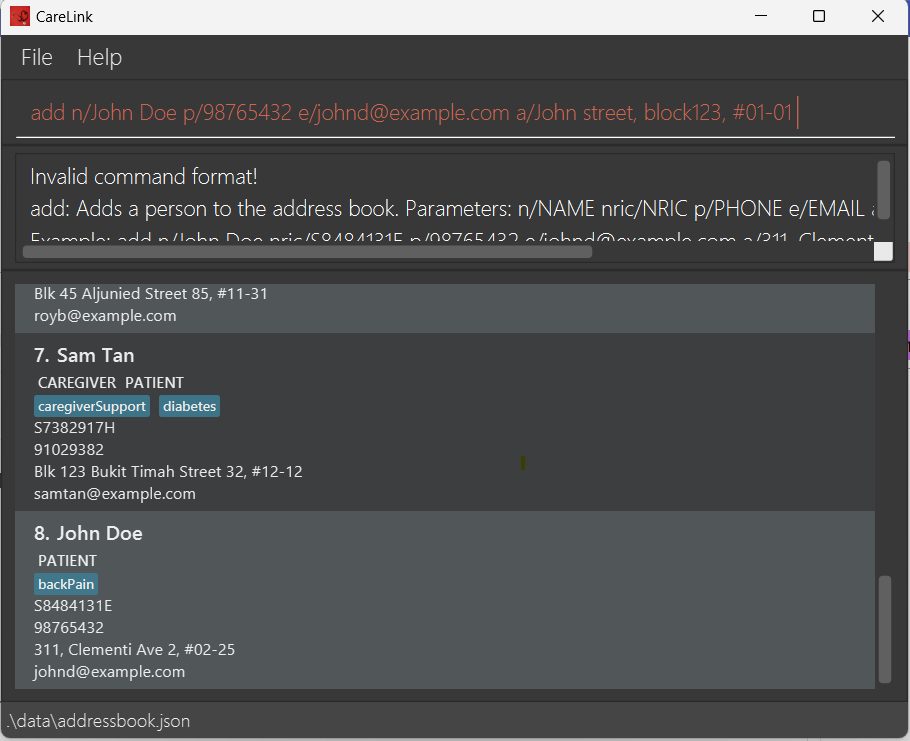 CareLink
File Help
add n/John Doe p/98765432 e/johnd@example.com a/John street, block123, #01-01
Invalid command format!
add: Adds a person to the address book. Parameters: n/NAME nric/NRIC p/PHONE e/EMAIL a
Example: add n/John Doe nric/S8484131E p/98765432 e/johnd@example.com a/311, Clement
Blk 45 Aljunied Street 85, #11-31
royb@example.com
7. Sam Tan
CAREGIVER PATIENT
caregiverSupport diabetes
S7382917H
91029382
Blk 123 Bukit Timah Street 32, #12-12
samtan@example.com
8. John Doe
PATIENT
backPain
S8484131E
98765432
311, Clementi Ave 2, #02-25
johnd@example.com
.\data\addressbook.json